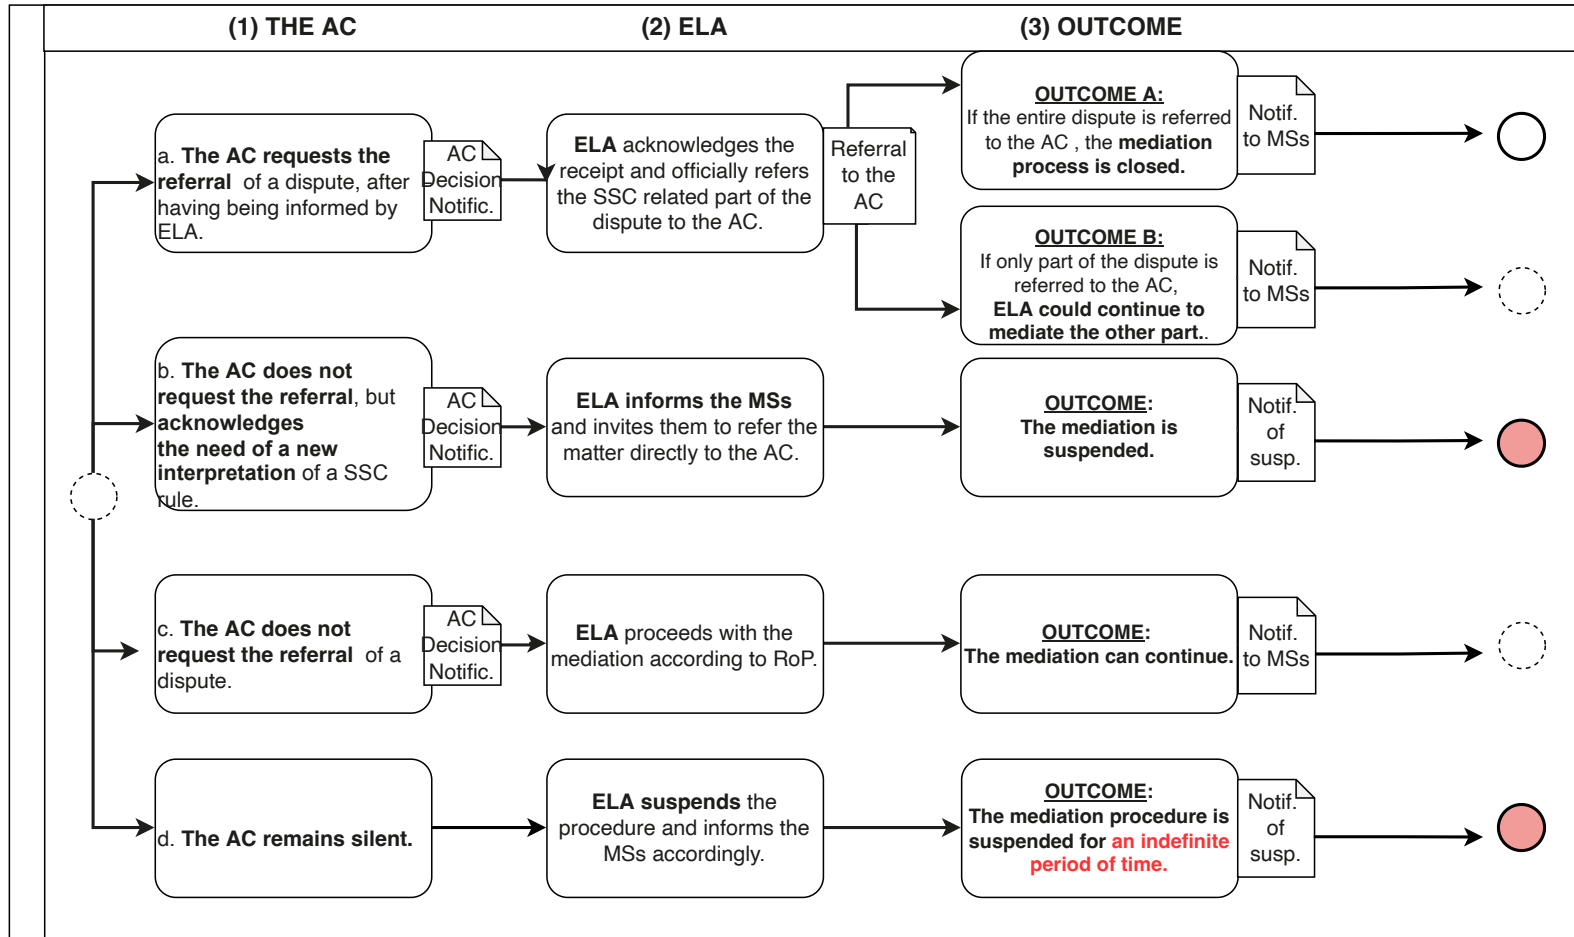 (1) THE AC
(2) ELA
(3) OUTCOME
a. The AC requests the
referral of a dispute, after
having being informed by
ELA.
AC
Decision
Notific.
ELA acknowledges the
receipt and officially refers
the SSC related part of the
dispute to the AC.
Referral
to the
AC
OUTCOME A:
If the entire dispute is referred
to the AC , the mediation
process is closed.
Notif.
to MSs
OUTCOME B:
If only part of the dispute is
referred to the AC,
ELA could continue to
mediate the other part..
Notif.
to MSs
b. The AC does not
request the referral, but
acknowledges
the need of a new
interpretation of a SSC
rule.
AC
Decision
Notific.
ELA informs the MSs
and invites them to refer the
matter directly to the AC.
OUTCOME:
The mediation is
suspended.
Notif.
of
susp.
c. The AC does not
request the referral of a
dispute.
AC
Decision
Notific.
ELA proceeds with the
mediation according to RoP.
OUTCOME:
The mediation can continue.
Notif.
to MSs
d. The AC remains silent.
ELA suspends the
procedure and informs the
MSs accordingly.
OUTCOME:
The mediation procedure is
suspended for an indefinite
period of time.
Notif.
of
susp.